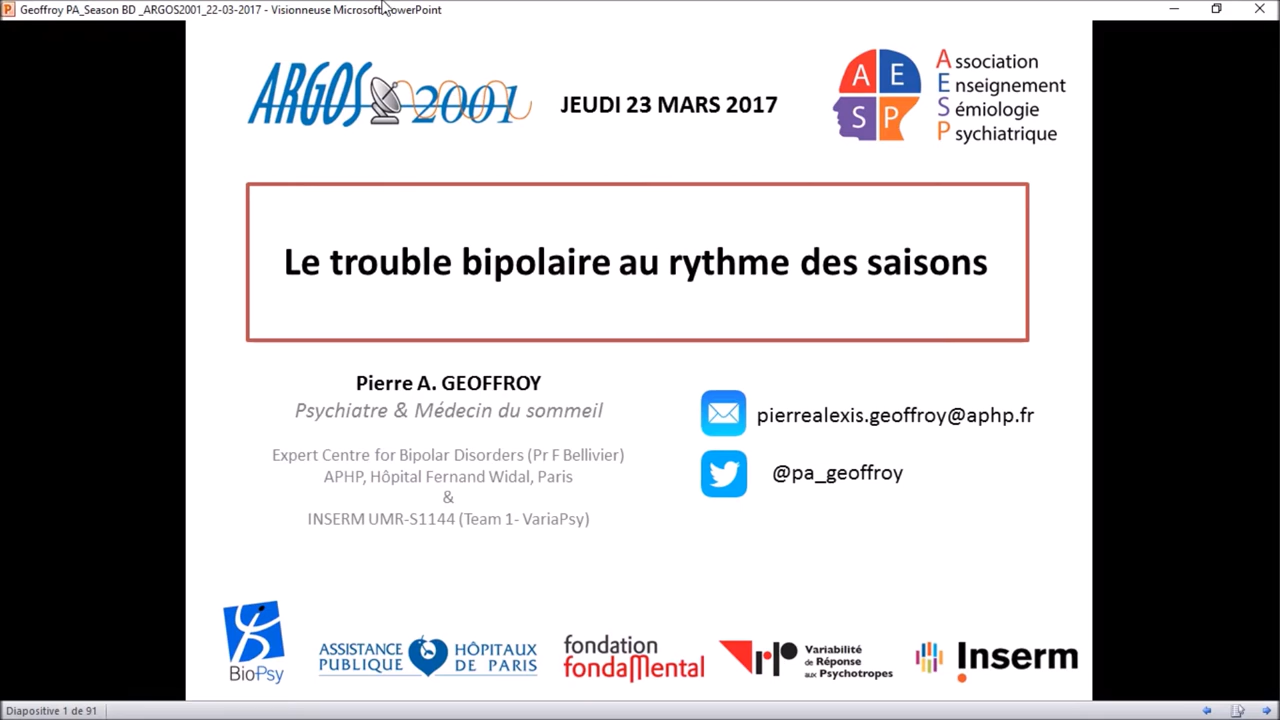 Geoffroy PA_Season BD _ARGOS2001_22-03-2017 - Visionneuse Microsoft PowerPoint
ARGOS 2001
JEUDI 23 MARS 2017
A E S P
Association
Enseignement
Sémiologie
Psychiatrique
Le trouble bipolaire au rythme des saisons
Pierre A. GEOFFROY
Psychiatre & Médecin du sommeil
Expert Centre for Bipolar Disorders (Pr F Bellivier)
APHP, Hôpital Fernand Widal, Paris
&
INSERM UMR-S1144 (Team 1- VariaPsy)
pierrealexis.geoffroy@aphp.fr
@pa_geoffroy
BioPsy
ASSISTANCE PUBLIQUE
HÔPITAUX DE PARIS
fondation
fondaMental
Variabilité
de Réponse
aux Psychotropes
Inserm
Diapositive 1 de 91